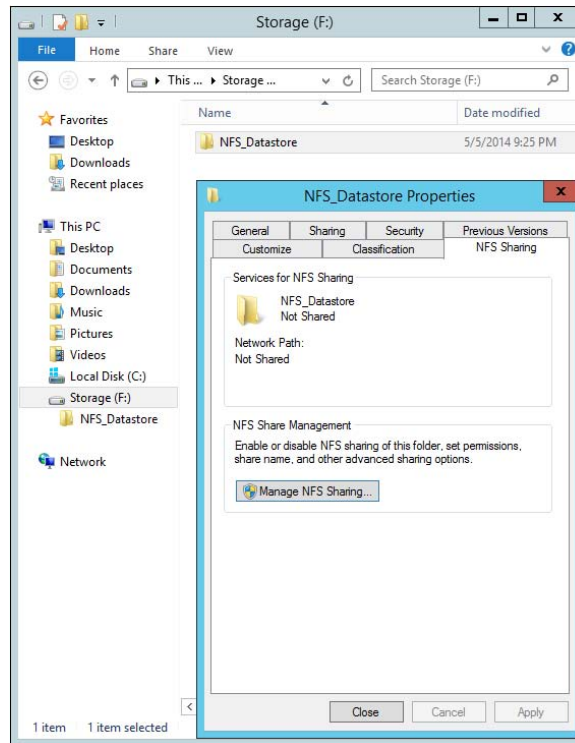 Storage (F:)
File Home Share View
This ... Storage ... Search Storage (F:)
Favorites
Desktop
Downloads
Recent places
This PC
Desktop
Documents
Downloads
Music
Pictures
Videos
Local Disk (C:)
Storage (F:)
NFS_Datastore
Network
Name Date modified
NFS_Datastore 5/5/2014 9:25 PM
NFS_Datastore Properties
General Sharing Security Previous Versions
Customize Classification NFS Sharing
Services for NFS Sharing
NFS_Datastore
Not Shared
Network Path:
Not Shared
NFS Share Management
Enable or disable NFS sharing of this folder, set permissions,
share name, and other advanced sharing options.
Manage NFS Sharing...
Close Cancel Apply
1 item 1 item selected